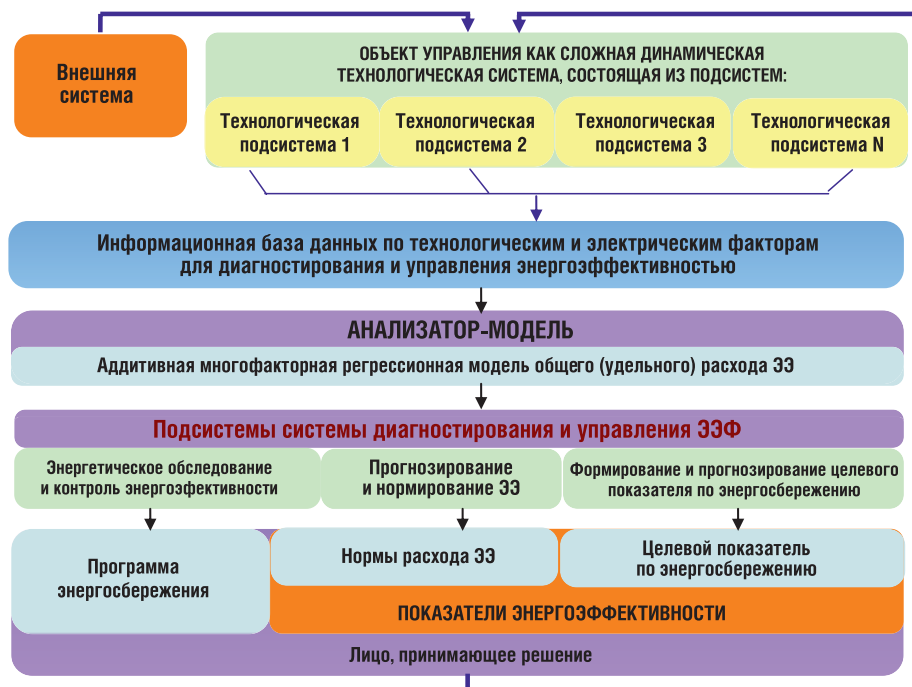 Внешняя
система
ОБЪЕКТ УПРАВЛЕНИЯ КАК СЛОЖНАЯ ДИНАМИЧЕСКАЯ
ТЕХНОЛОГИЧЕСКАЯ СИСТЕМА, СОСТОЯЩАЯ ИЗ ПОДСИСТЕМ:
Технологическая
подсистема 1
Технологическая
подсистема 2
Технологическая
подсистема 3
Технологическая
подсистема N
Информационная база данных по технологическим и электрическим факторам
для диагностирования и управления энергоэффективностью
АНАЛИЗАТОР-МОДЕЛЬ
Аддитивная многофакторная регрессионная модель общего (удельного) расхода ЭЭ
Подсистемы системы диагностирования и управления ЭЭФ
Энергетическое обследование
и контроль энергоэфективности
Прогнозирование
и нормирование ЭЭ
Формирование и прогнозирование целевого
показателя по энергосбережению
Программа
энергосбережения
Нормы расхода ЭЭ
Целевой показатель
по энергосбережению
ПОКАЗАТЕЛИ ЭНЕРГОЭФФЕКТИВНОСТИ
Лицо, принимающее решение